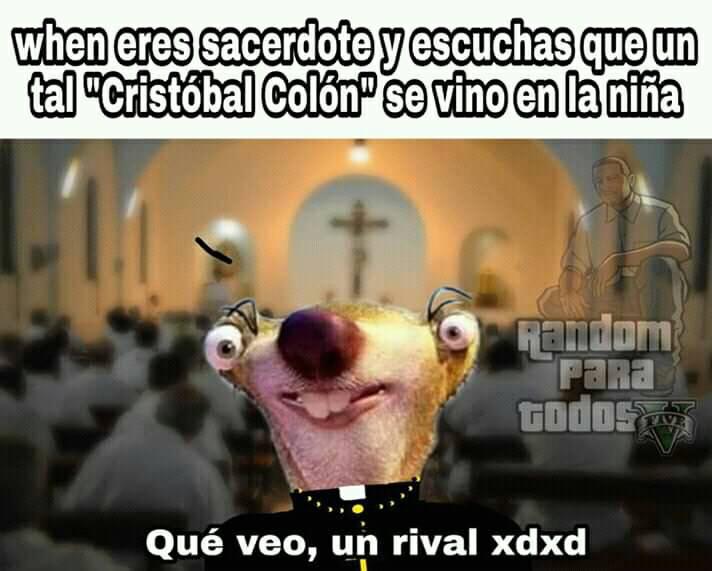 when eres sacerdote y escuchas que un
tal "Cristóbal Colón" se vino en la niña
Random
Para
todos
FIVE
Qué veo, un rival xdxd